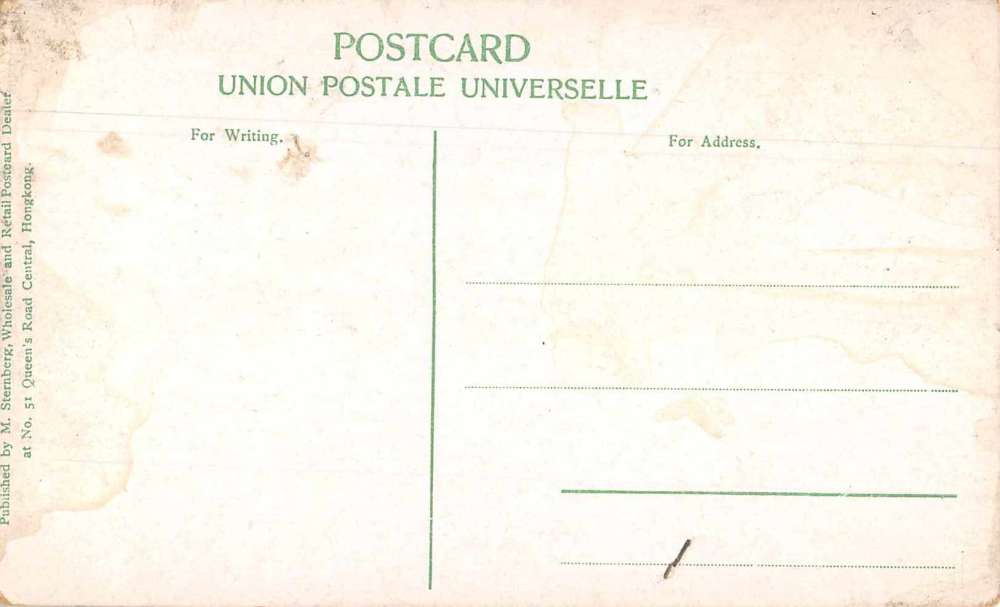 POSTCARD
UNION POSTALE UNIVERSELLE
For Writing.
For Address.
Published by M. Sternberg, Wholesale and Retail Postcard Dealer
at No. 51 Queen's Road Central, Hongkong.